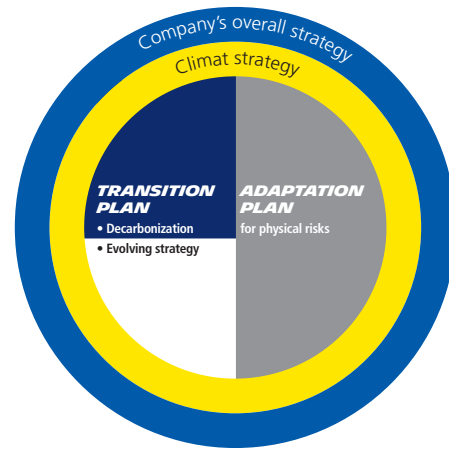 Company's overall strategy
Climat strategy
TRANSITION
PLAN
• Decarbonization
• Evolving strategy
ADAPTATION
PLAN
for physical risks